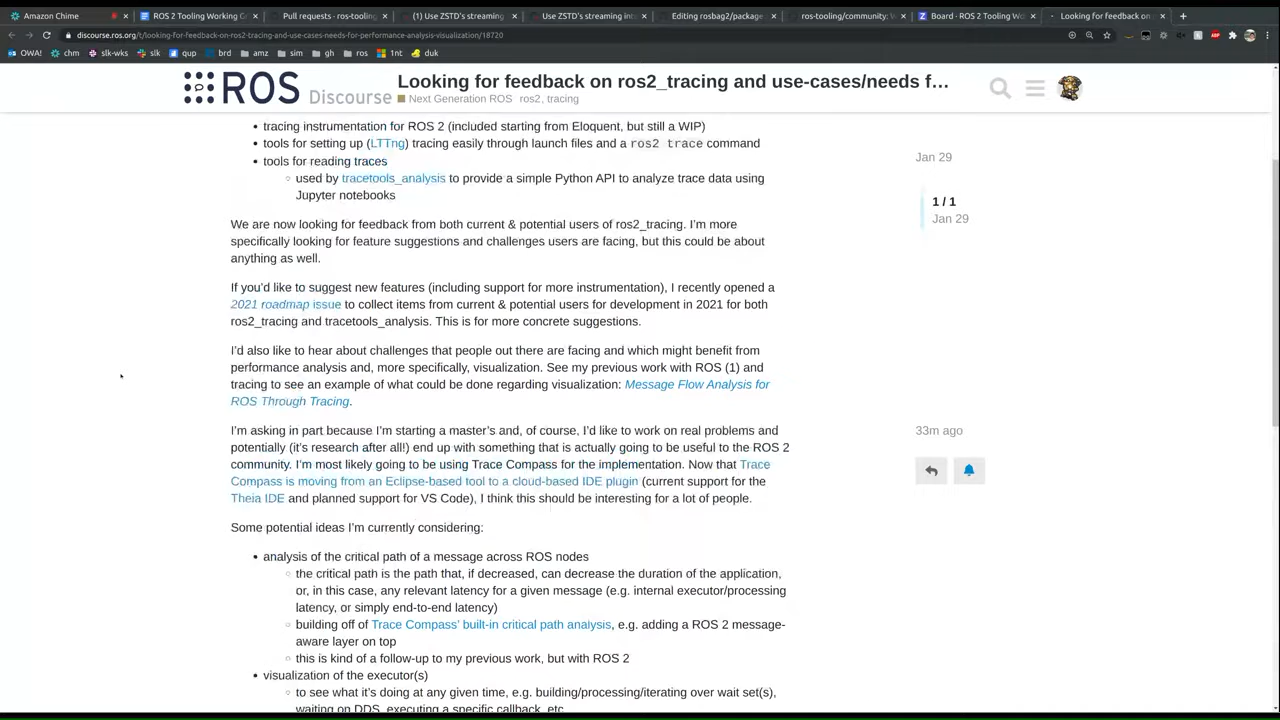 Amazon Chime
ROS 2 Tooling Working Gr
Pull requests · ros-tooling
(1) Use ZSTD's streaming
Use ZSTD's streaming int
Editing rosbag2/package
ros-tooling/community: W
Board · ROS 2 Tooling Wo
Looking for feedback on
discourse.ros.org/t/looking-for-feedback-on-ros2-tracing-and-use-cases-needs-for-performance-analysis-visualization/18720
OWA! chm slk-wks slk qup brd amz sim gh ros 1nt duk
ROS Discourse
Looking for feedback on ros2_tracing and use-cases/needs f…
Next Generation ROS ros2, tracing
• tracing instrumentation for ROS 2 (included starting from Eloquent, but still a WIP)
• tools for setting up (LTTng) tracing easily through launch files and a ros2 trace command
• tools for reading traces
◦ used by tracetools_analysis to provide a simple Python API to analyze trace data using
Jupyter notebooks
We are now looking for feedback from both current & potential users of ros2_tracing. I'm more
specifically looking for feature suggestions and challenges users are facing, but this could be about
anything as well.
If you'd like to suggest new features (including support for more instrumentation), I recently opened a
2021 roadmap issue to collect items from current & potential users for development in 2021 for both
ros2_tracing and tracetools_analysis. This is for more concrete suggestions.
I'd also like to hear about challenges that people out there are facing and which might benefit from
performance analysis and, more specifically, visualization. See my previous work with ROS (1) and
tracing to see an example of what could be done regarding visualization: Message Flow Analysis for
ROS Through Tracing.
I'm asking in part because I'm starting a master's and, of course, I'd like to work on real problems and
potentially (it's research after all!) end up with something that is actually going to be useful to the ROS 2
community. I'm most likely going to be using Trace Compass for the implementation. Now that Trace
Compass is moving from an Eclipse-based tool to a cloud-based IDE plugin (current support for the
Theia IDE and planned support for VS Code), I think this should be interesting for a lot of people.
Some potential ideas I'm currently considering:
• analysis of the critical path of a message across ROS nodes
◦ the critical path is the path that, if decreased, can decrease the duration of the application,
or, in this case, any relevant latency for a given message (e.g. internal executor/processing
latency, or simply end-to-end latency)
◦ building off of Trace Compass' built-in critical path analysis, e.g. adding a ROS 2 message-
aware layer on top
◦ this is kind of a follow-up to my previous work, but with ROS 2
• visualization of the executor(s)
◦ to see what it's doing at any given time, e.g. building/processing/iterating over wait set(s),
waiting on DDS, executing a specific callback, etc.
Jan 29
1 / 1
Jan 29
33m ago